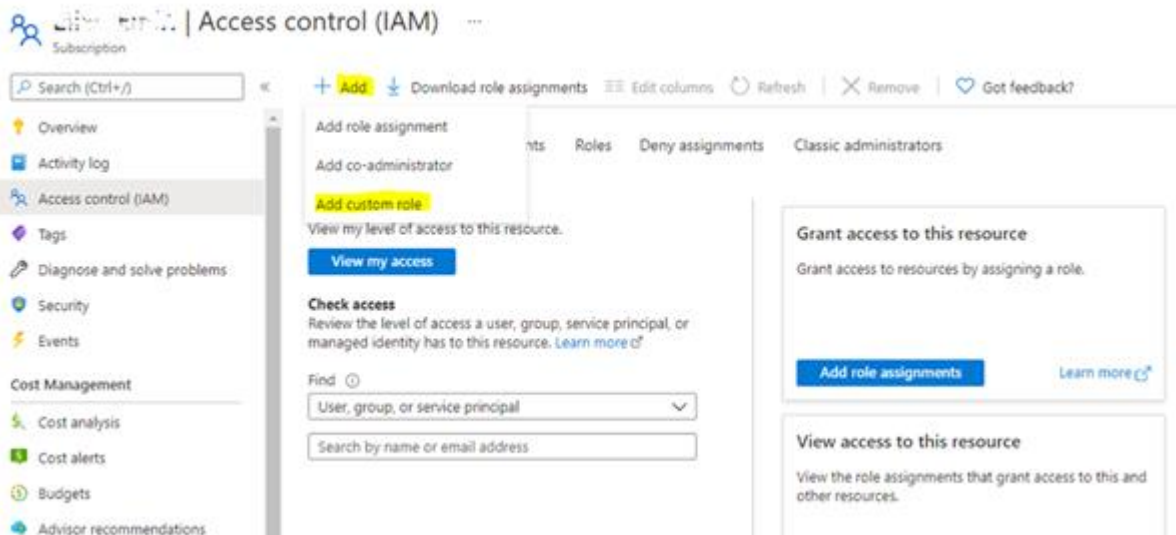 | Access control (IAM) ...
Subscription
Search (Ctrl+/)
«
Add
Download role assignments
Edit columns
Refresh
Remove
Got feedback?
Overview
Activity log
Access control (IAM)
Tags
Diagnose and solve problems
Security
Events
Cost Management
Cost analysis
Cost alerts
Budgets
Advisor recommendations
Add role assignment
Add co-administrator
Add custom role
nts
Roles
Deny assignments
Classic administrators
View my level of access to this resource.
View my access
Check access
Review the level of access a user, group, service principal, or
managed identity has to this resource. Learn more
Find
User, group, or service principal
Search by name or email address
Grant access to this resource
Grant access to resources by assigning a role.
Add role assignments
Learn more
View access to this resource
View the role assignments that grant access to this and
other resources.